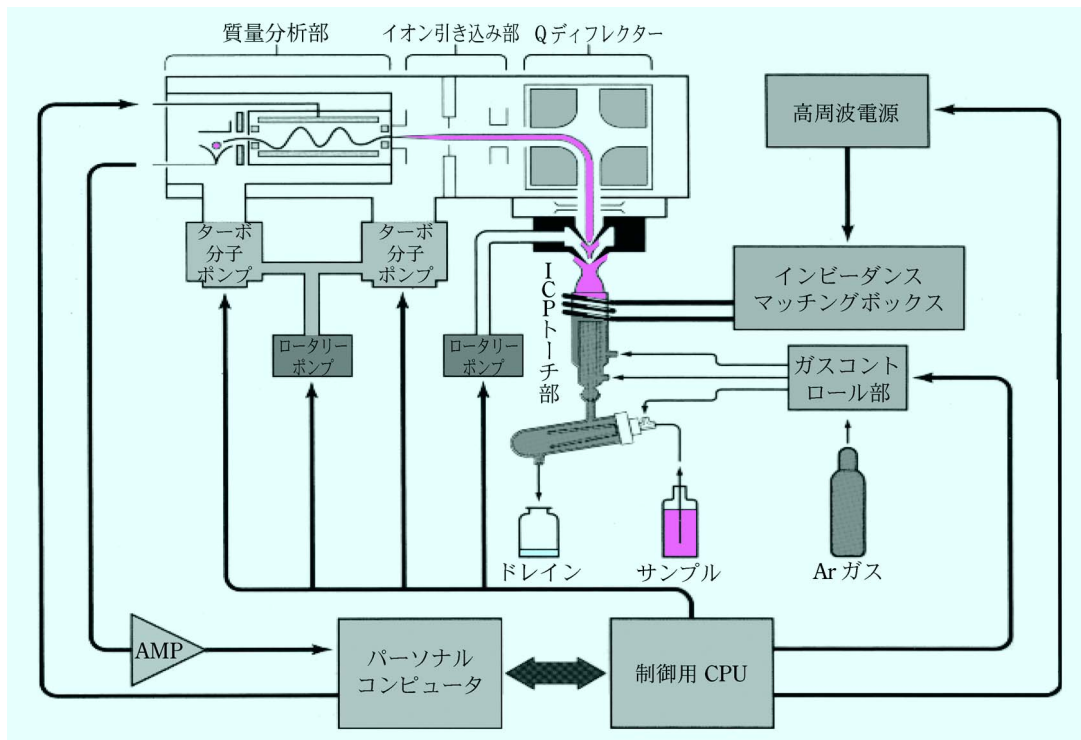 質量分析部
イオン引き込み部
Qディフレクター
高周波電源
ターボ
分子
ポンプ
ターボ
分子
ポンプ
インピーダンス
マッチングボックス
ICPトーチ部
ロータリー
ポンプ
ロータリー
ポンプ
ガスコント
ロール部
ドレイン
サンプル
Arガス
AMP
パーソナル
コンピュータ
制御用 CPU